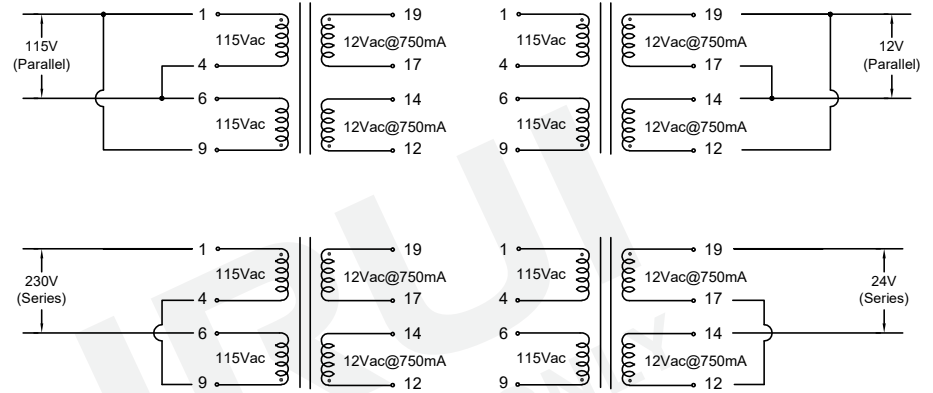 1 19 1 19
115V 115Vac 12Vac@750mA 115Vac 12Vac@750mA 12V
(Parallel) 4 17 4 17 (Parallel)
6 14 6 14
115Vac 12Vac@750mA 115Vac 12Vac@750mA
9 12 9 12
1 19 1 19
230V 115Vac 12Vac@750mA 115Vac 12Vac@750mA 24V
(Series) 4 17 4 17 (Series)
6 14 6 14
115Vac 12Vac@750mA 115Vac 12Vac@750mA
9 12 9 12